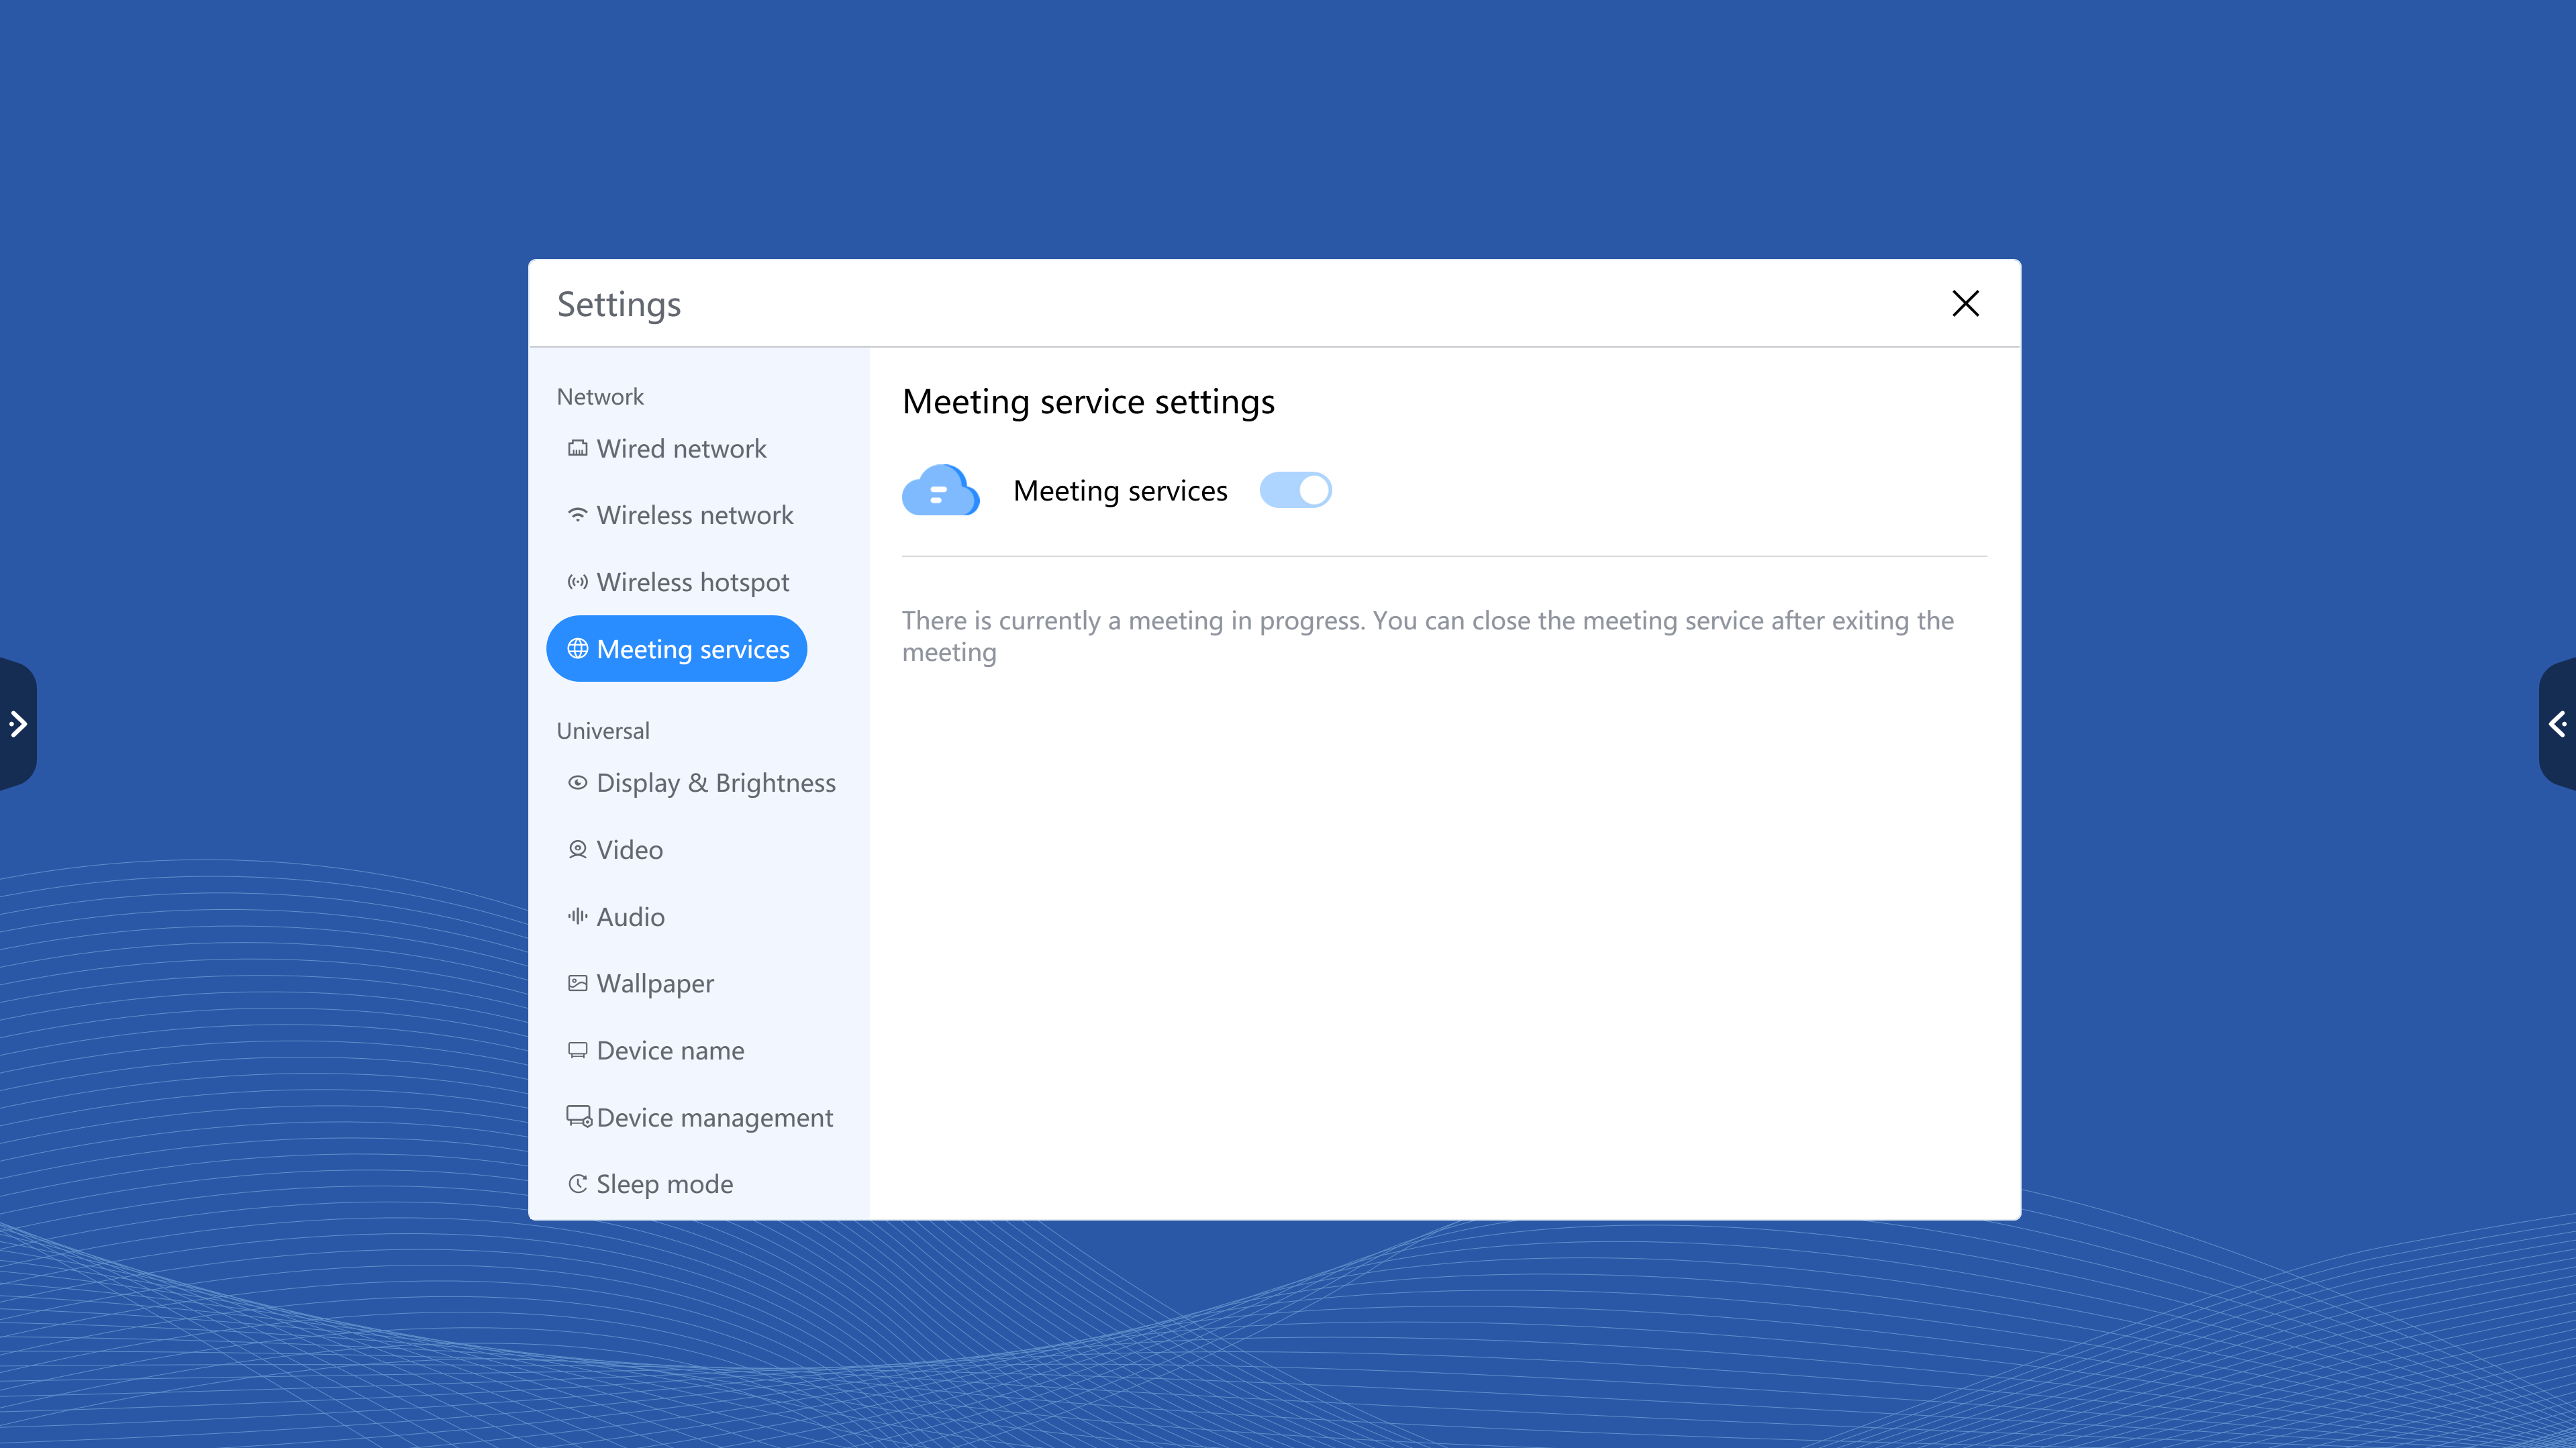 Settings
Network
Wired network
Wireless network
Wireless hotspot
Meeting services
Universal
Display & Brightness
Video
Audio
Wallpaper
Device name
Device management
Sleep mode
Meeting service settings
Meeting services
There is currently a meeting in progress. You can close the meeting service after exiting the
meeting